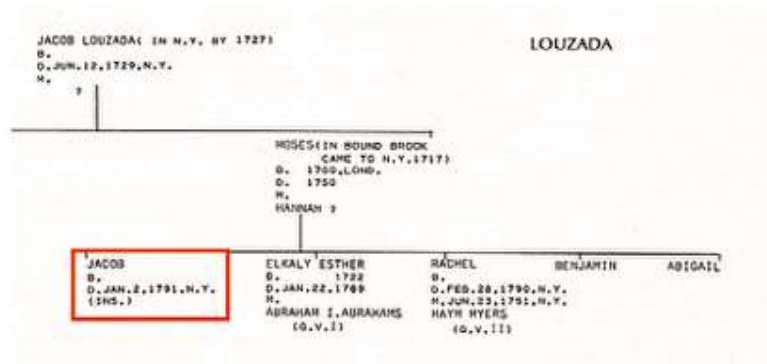 JACOB LOUZADA( IN N.Y. BY 1727)
B.
D.JUN.12,1729,N.Y.
M.
?
LOUZADA
MOSES(IN BOUND BROOK
CAME TO N.Y.1717)
B. 1700,LOND.
D. 1750
M.
HANNAH ?
JACOB
B.
D.JAN.2,1791,N.Y.
(INS.)
ELKALY ESTHER
B. 1722
D.JAN.22,1789
M.
ABRAHAM I.ABRAHAMS
(Q.V.I)
RACHEL
B.
D.FEB.28,1790,N.Y.
M.JUN.23,1751,N.Y.
HAYM MYERS
(Q.V.II)
BENJAMIN
ABIGAIL